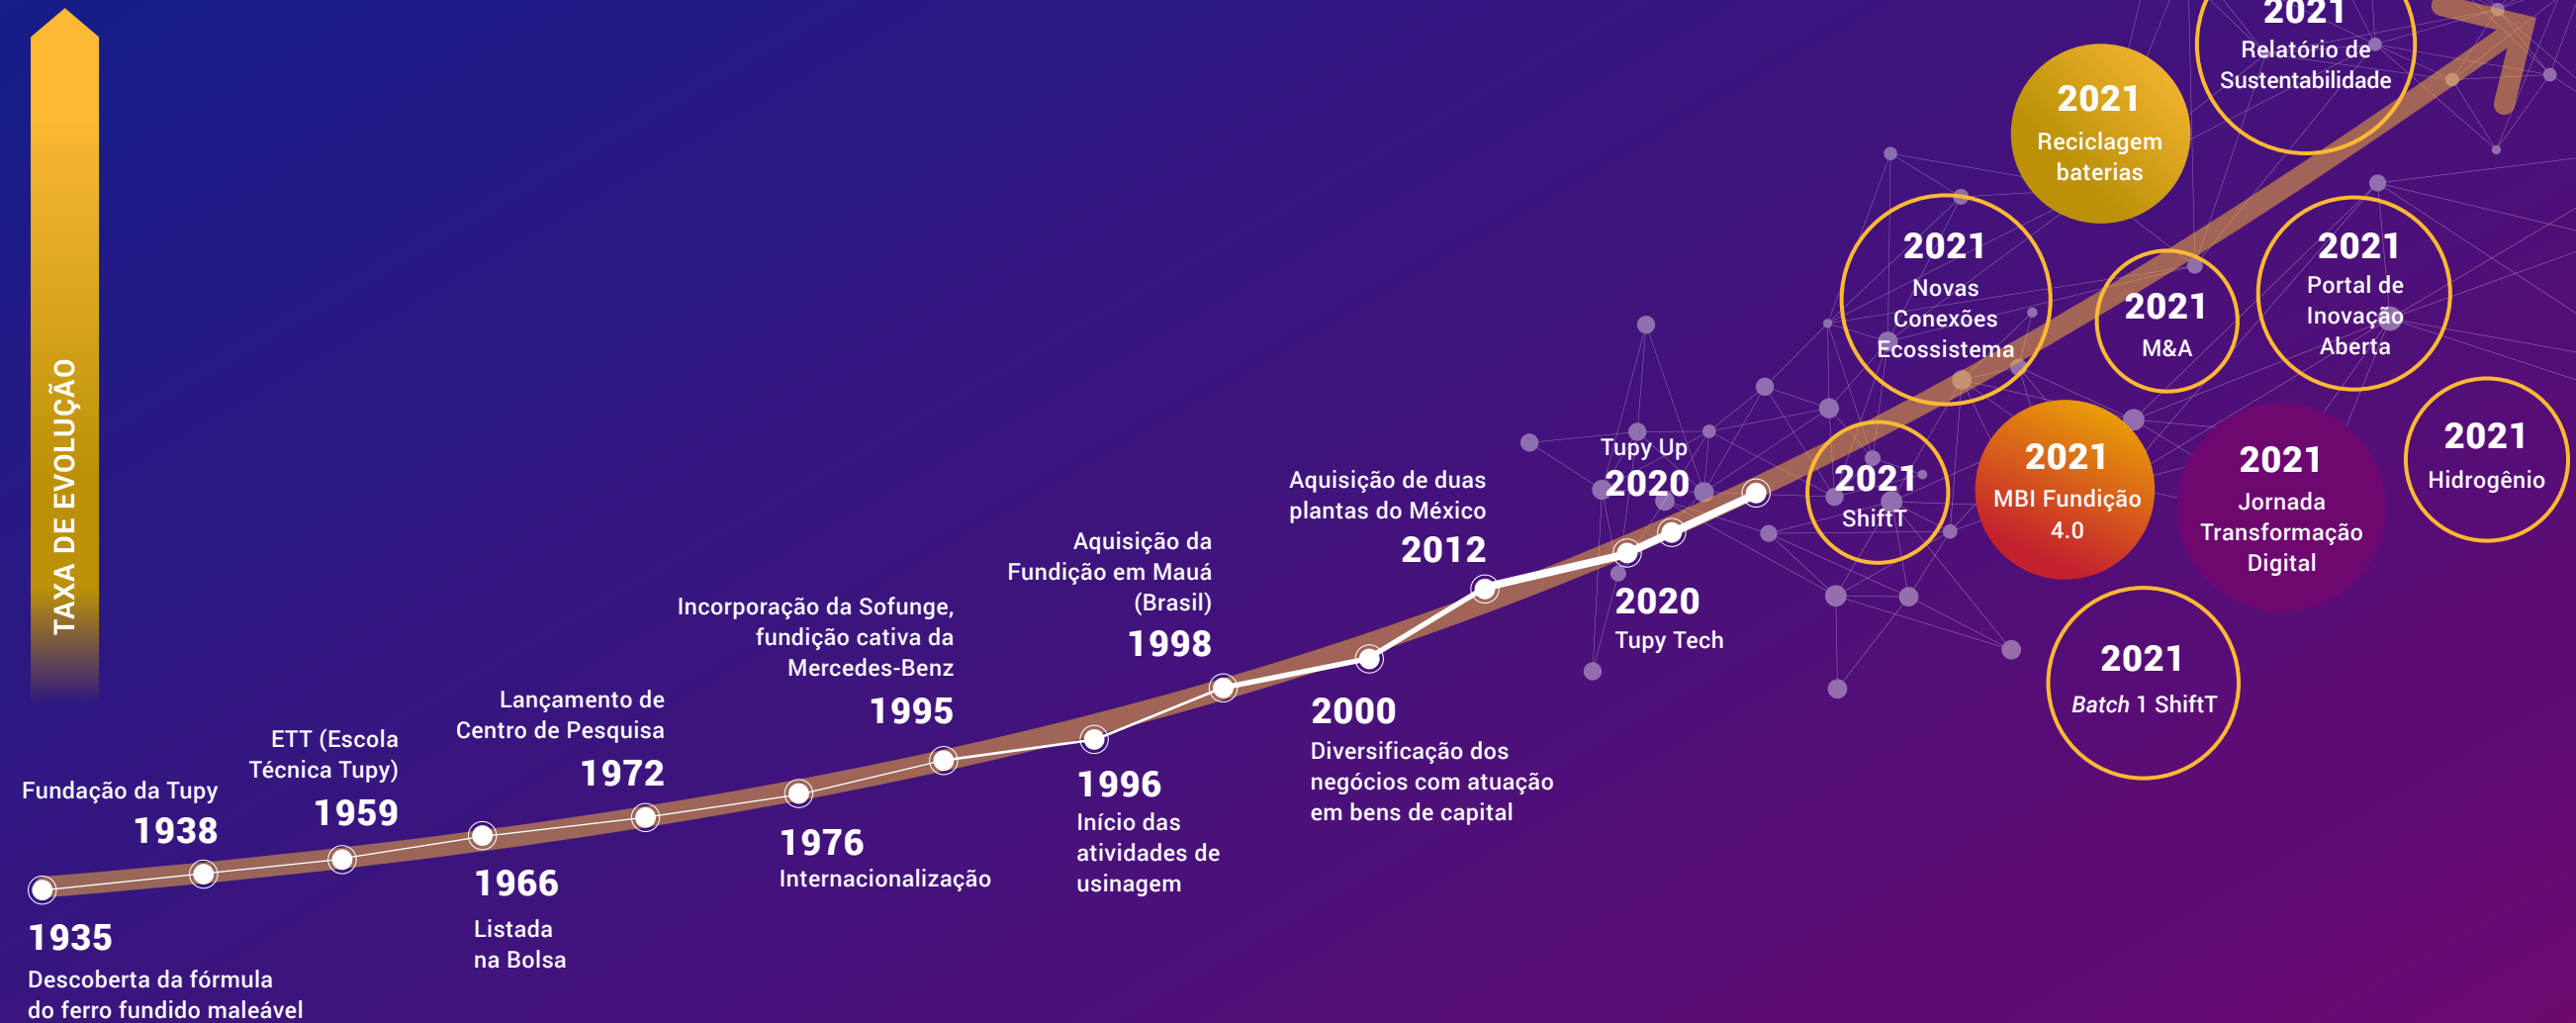 TAXA DE EVOLUÇÃO
1935
Descoberta da fórmula
do ferro fundido maleável
Fundação da Tupy
1938
ETT (Escola
Técnica Tupy)
1959
1966
Listada
na Bolsa
Lançamento de
Centro de Pesquisa
1972
1976
Internacionalização
Incorporação da Sofunge,
fundição cativa da
Mercedes-Benz
1995
1996
Início das
atividades de
usinagem
Aquisição da
Fundição em Mauá
(Brasil)
1998
2000
Diversificação dos
negócios com atuação
em bens de capital
Aquisição de duas
plantas do México
2012
Tupy Up
2020
2020
Tupy Tech
2021
ShiftT
2021
Novas
Conexões
Ecossistema
2021
Reciclagem
baterias
2021
Relatório de
Sustentabilidade
2021
M&A
2021
Portal de
Inovação
Aberta
2021
MBI Fundição
4.0
2021
Jornada
Transformação
Digital
2021
Hidrogênio
2021
Batch 1 ShiftT